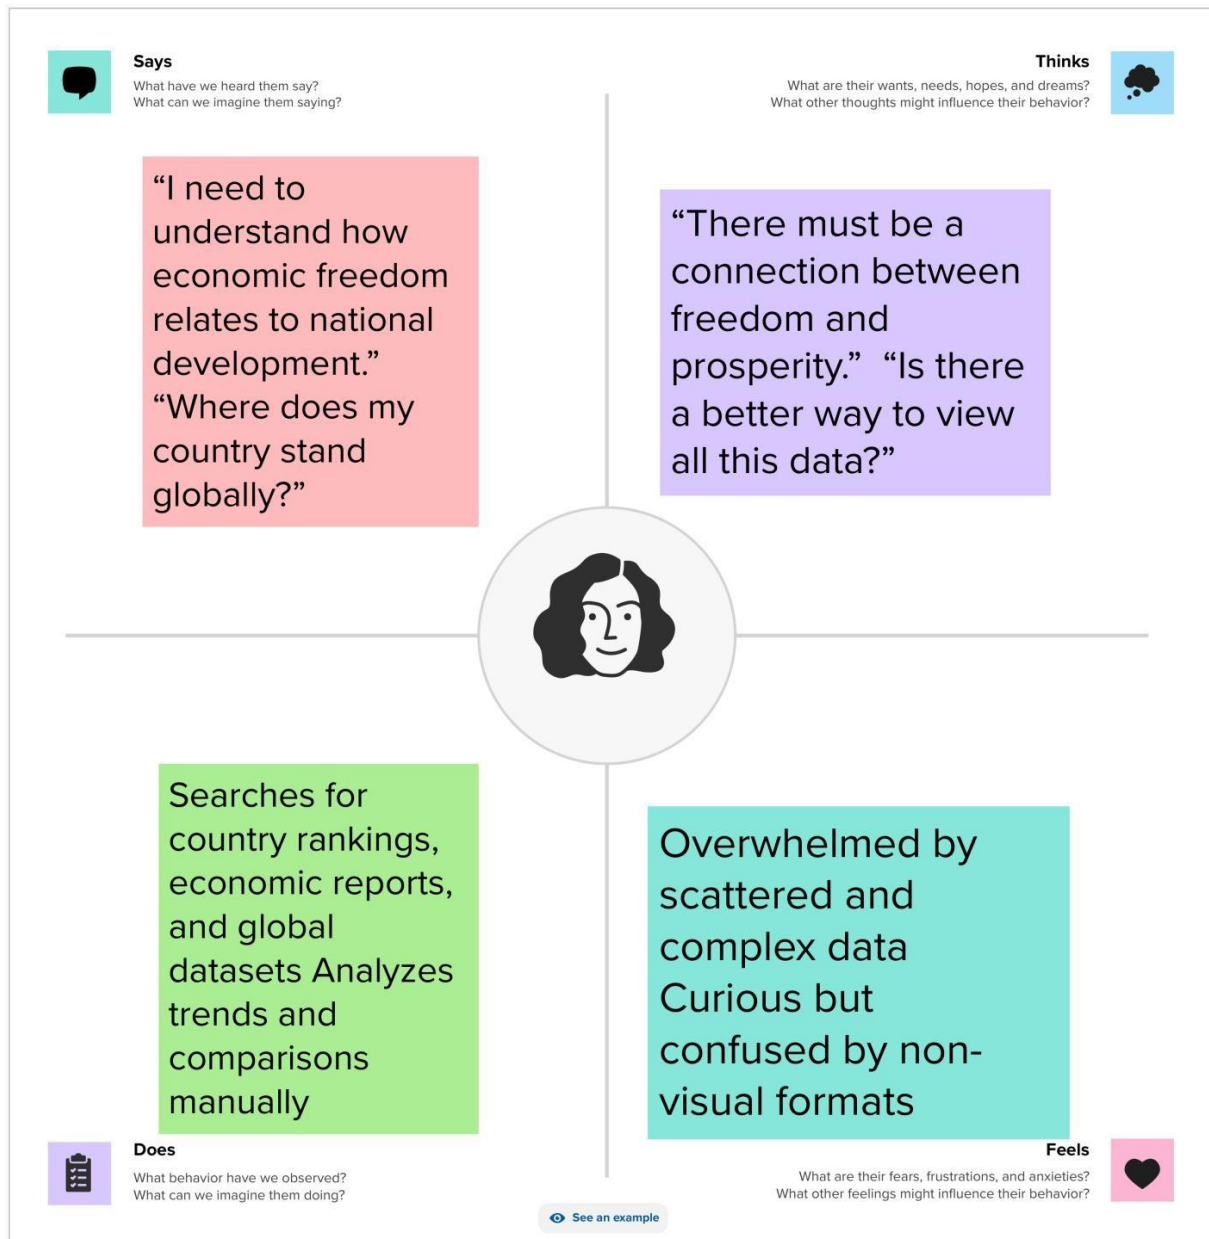 Says
What have we heard them say?
What can we imagine them saying?
Thinks
What are their wants, needs, hopes, and dreams?
What other thoughts might influence their behavior?
“I need to
understand how
economic freedom
relates to national
development.”
“Where does my
country stand
globally?”
“There must be a
connection between
freedom and
prosperity.”  “Is there
a better way to view
all this data?”
Searches for
country rankings,
economic reports,
and global
datasets Analyzes
trends and
comparisons
manually
Overwhelmed by
scattered and
complex data
Curious but
confused by non-
visual formats
Does
What behavior have we observed?
What can we imagine them doing?
Feels
What are their fears, frustrations, and anxieties?
What other feelings might influence their behavior?
See an example